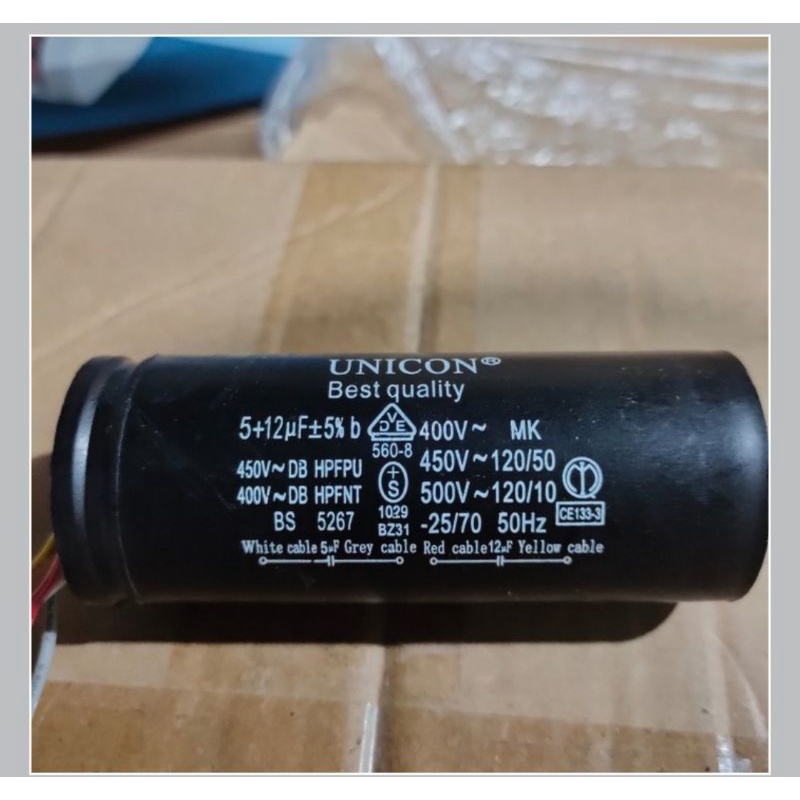 UNICON®
Best quality
5+12μF±5% b VDE 400V~ MK
560-8
450V~DB HPFPU 450V~120/50
400V~DB HPFNT +S 500V~120/10
BS 5267 1029 -25/70 50Hz CE133-3
BZ31
White cable 5μF Grey cable Red cable 12μF Yellow cable